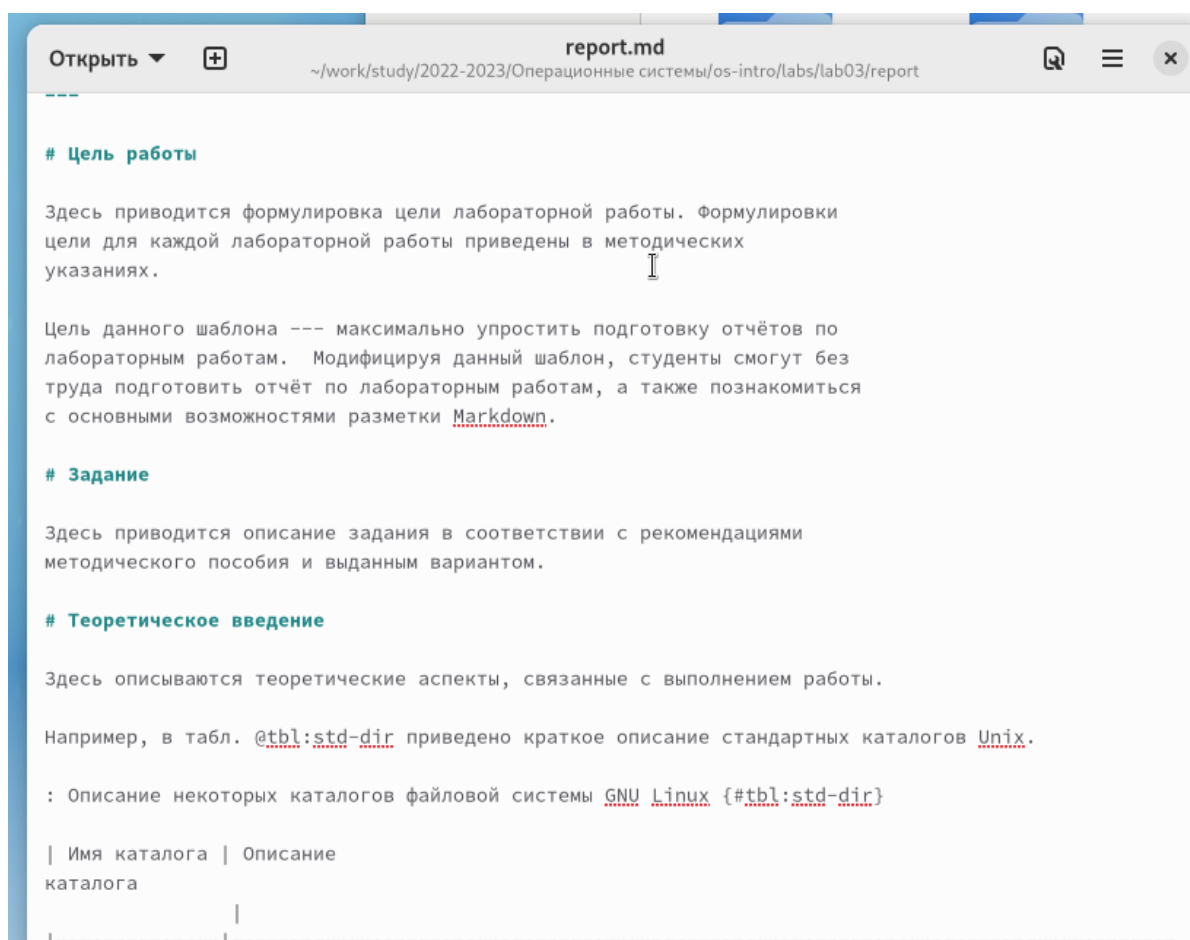 Открыть
report.md
~/work/study/2022-2023/Операционные системы/os-intro/labs/lab03/report
---
# Цель работы
Здесь приводится формулировка цели лабораторной работы. Формулировки
цели для каждой лабораторной работы приведены в методических
указаниях.
Цель данного шаблона --- максимально упростить подготовку отчётов по
лабораторным работам.  Модифицируя данный шаблон, студенты смогут без
труда подготовить отчёт по лабораторным работам, а также познакомиться
с основными возможностями разметки Markdown.
# Задание
Здесь приводится описание задания в соответствии с рекомендациями
методического пособия и выданным вариантом.
# Теоретическое введение
Здесь описываются теоретические аспекты, связанные с выполнением работы.
Например, в табл. @tbl:std-dir приведено краткое описание стандартных каталогов Unix.
: Описание некоторых каталогов файловой системы GNU Linux {#tbl:std-dir}
| Имя каталога | Описание
каталога
|